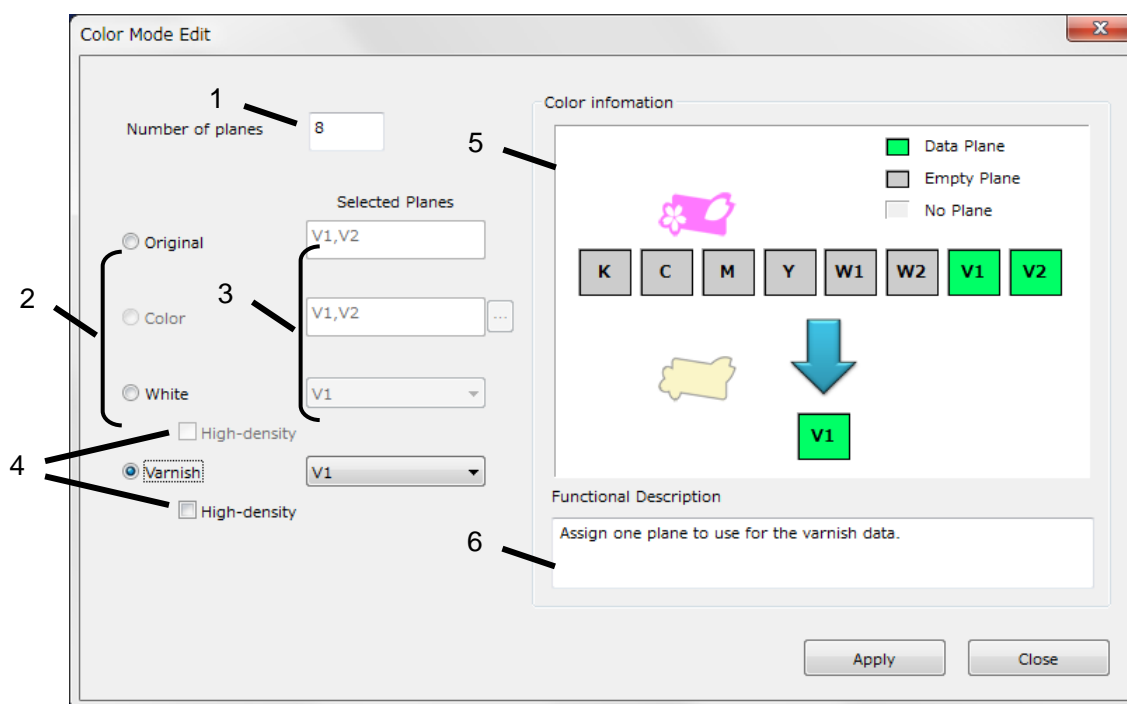 Color Mode Edit
X
1
Number of planes
8
Selected Planes
Original
V1,V2
2
3
Color
V1,V2
...
White
V1
High-density
4
Varnish
V1
High-density
Color infomation
5
Data Plane
Empty Plane
No Plane
K C M Y W1 W2 V1 V2
V1
Functional Description
6
Assign one plane to use for the varnish data.
Apply
Close